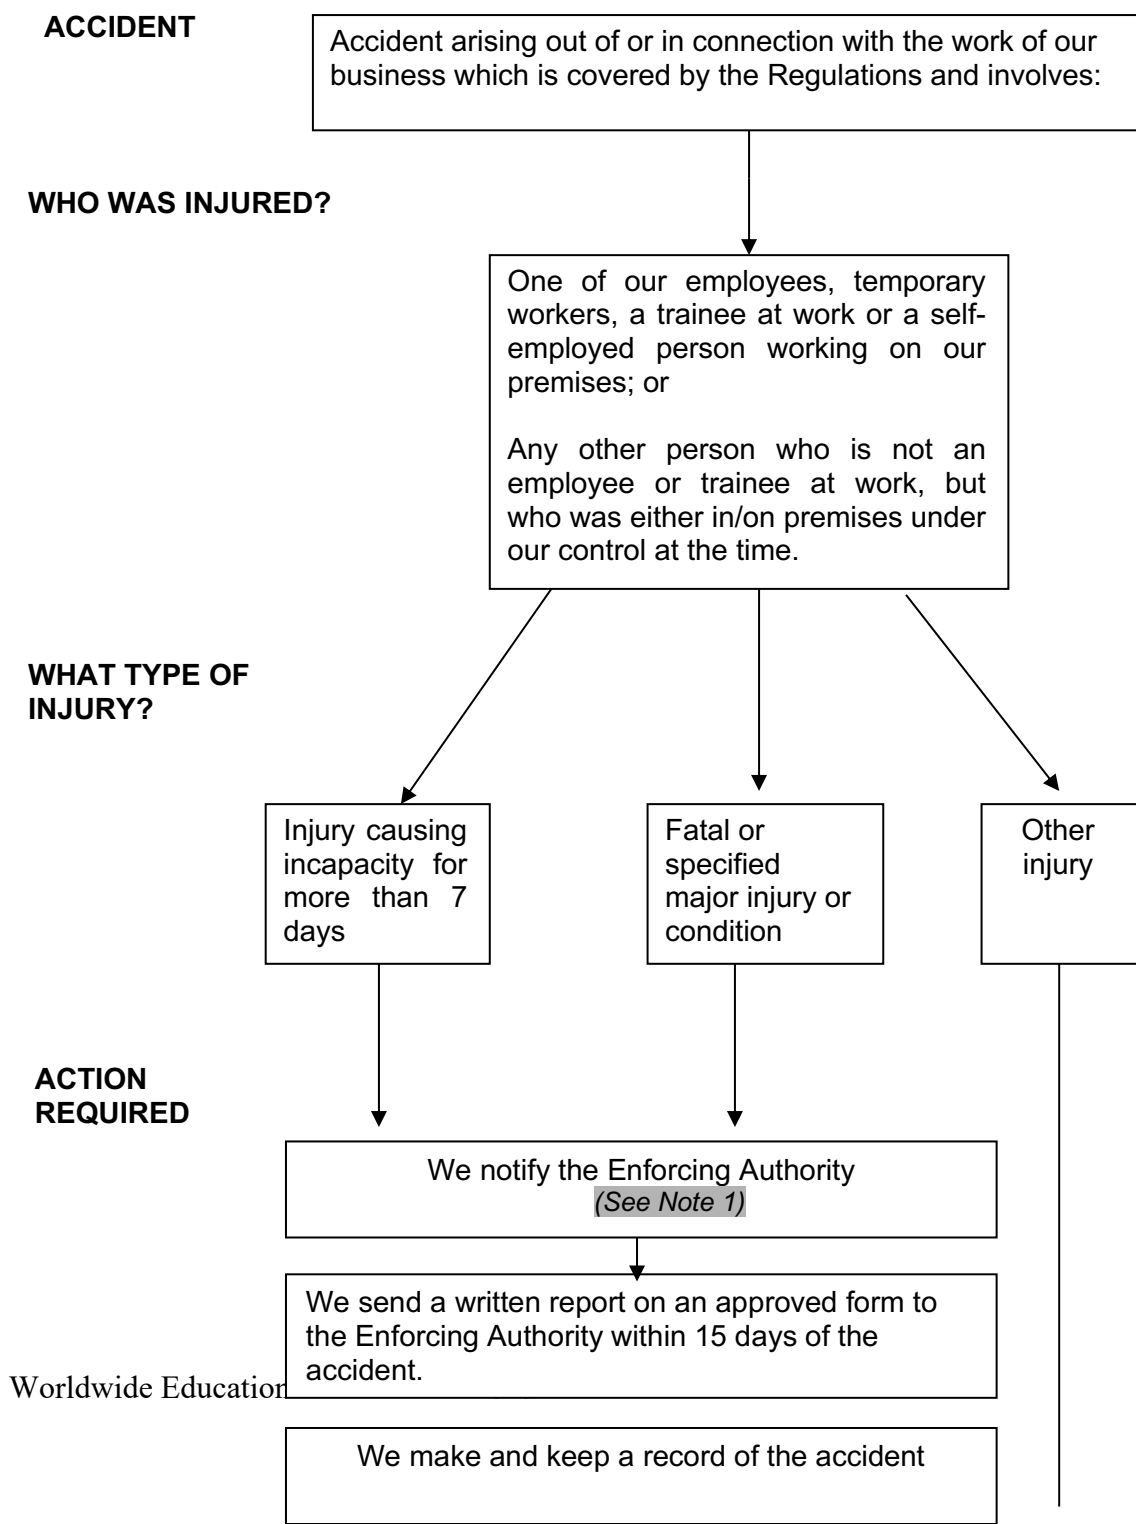 ACCIDENT
Accident arising out of or in connection with the work of our
business which is covered by the Regulations and involves:
WHO WAS INJURED?
One of our employees, temporary
workers, a trainee at work or a self-
employed person working on our
premises; or
Any other person who is not an
employee or trainee at work, but
who was either in/on premises under
our control at the time.
WHAT TYPE OF
INJURY?
Injury causing
incapacity for
more than 7
days
Fatal or
specified
major injury or
condition
Other
injury
ACTION
REQUIRED
We notify the Enforcing Authority
(See Note 1)
We send a written report on an approved form to
the Enforcing Authority within 15 days of the
accident.
Worldwide Education
We make and keep a record of the accident